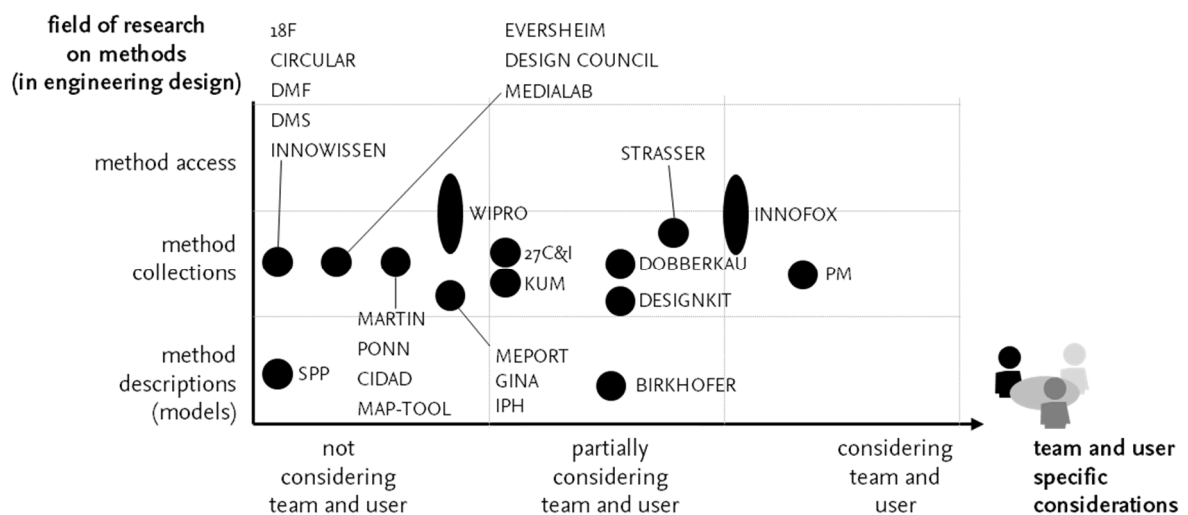 field of research
on methods
(in engineering design)
18F
CIRCULAR
DMF
DMS
INNOWISSEN
EVERSHEIM
DESIGN COUNCIL
MEDIALAB
method access
STRASSER
WIPRO
INNOFOX
method
collections
27C&I
KUM
DOBBERKAU
DESIGNKIT
PM
MARTIN
PONN
CIDAD
MAP-TOOL
MEPORT
GINA
IPH
method
descriptions
(models)
SPP
BIRKHOFER
not
considering
team and user
partially
considering
team and user
considering
team and
user
team and user
specific
considerations